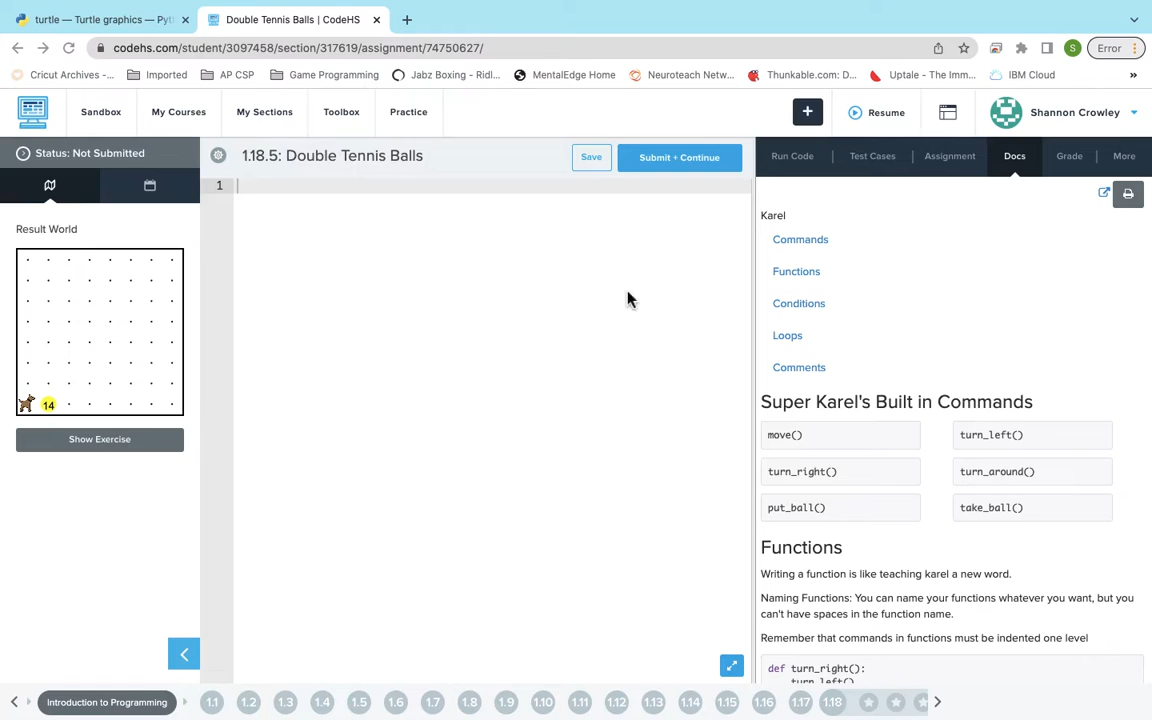 turtle — Turtle graphics — Pyt
Double Tennis Balls | CodeHS
codehs.com/student/3097458/section/317619/assignment/74750627/
S
Error
Cricut Archives -...
Imported
AP CSP
Game Programming
Jabz Boxing - Ridl...
MentalEdge Home
Neuroteach Netw...
Thunkable.com: D...
Uptale - The Imm...
IBM Cloud
»
Sandbox
My Courses
My Sections
Toolbox
Practice
+
Resume
Shannon Crowley
Status: Not Submitted
1.18.5: Double Tennis Balls
Save
Submit + Continue
Run Code
Test Cases
Assignment
Docs
Grade
More
1
Result World
14
Show Exercise
Karel
Commands
Functions
Conditions
Loops
Comments
Super Karel's Built in Commands
move()
turn_left()
turn_right()
turn_around()
put_ball()
take_ball()
Functions
Writing a function is like teaching karel a new word.
Naming Functions: You can name your functions whatever you want, but you
can't have spaces in the function name.
Remember that commands in functions must be indented one level
def turn_right():
turn_left()
Introduction to Programming
1.1
1.2
1.3
1.4
1.5
1.6
1.7
1.8
1.9
1.10
1.11
1.12
1.13
1.14
1.15
1.16
1.17
1.18